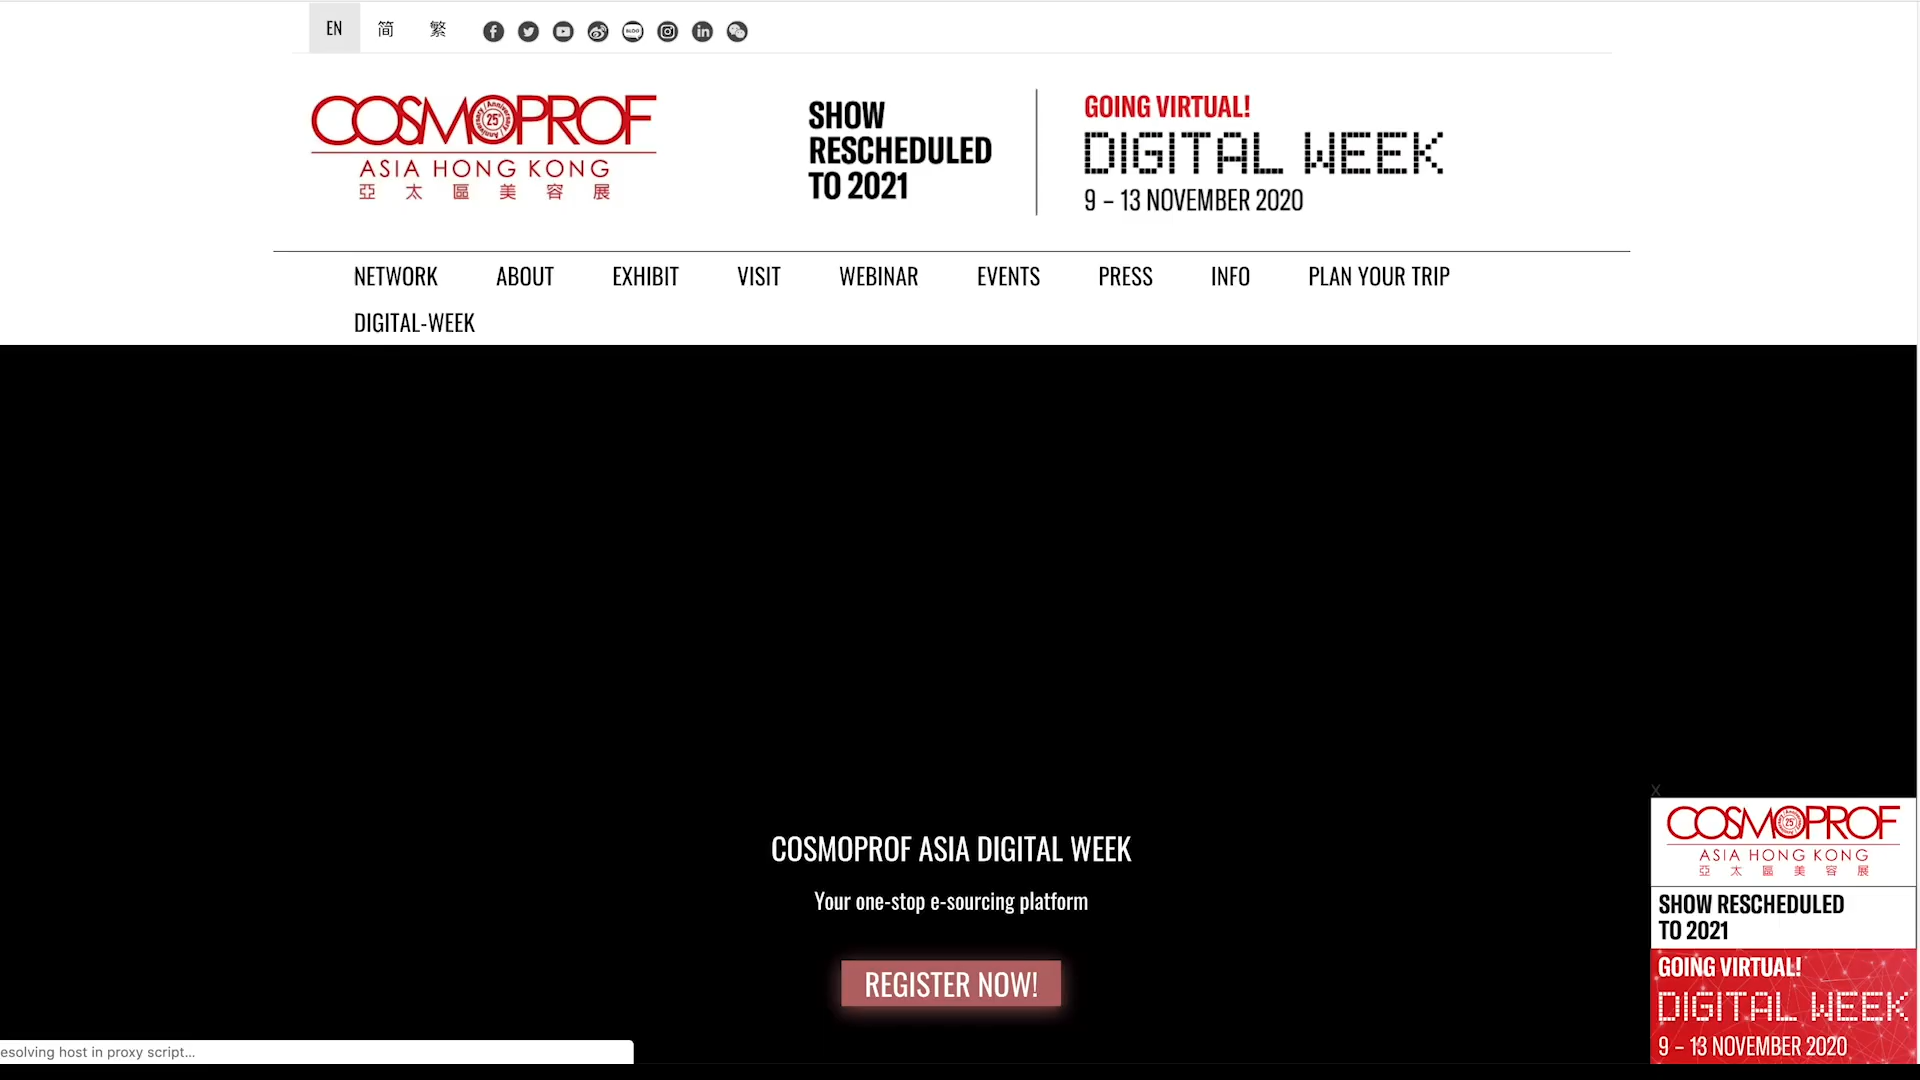 EN 简 繁
COSMOPROF
25
Anniversary Anniversary
ASIA HONG KONG
亞太區美容展
SHOW
RESCHEDULED
TO 2021
GOING VIRTUAL!
DIGITAL WEEK
9 – 13 NOVEMBER 2020
NETWORK ABOUT EXHIBIT VISIT WEBINAR EVENTS PRESS INFO PLAN YOUR TRIP
DIGITAL-WEEK
COSMOPROF ASIA DIGITAL WEEK
Your one-stop e-sourcing platform
REGISTER NOW!
X
COSMOPROF
25
ASIA HONG KONG
亞太區美容展
SHOW RESCHEDULED
TO 2021
GOING VIRTUAL!
DIGITAL WEEK
9 – 13 NOVEMBER 2020
esolving host in proxy script...